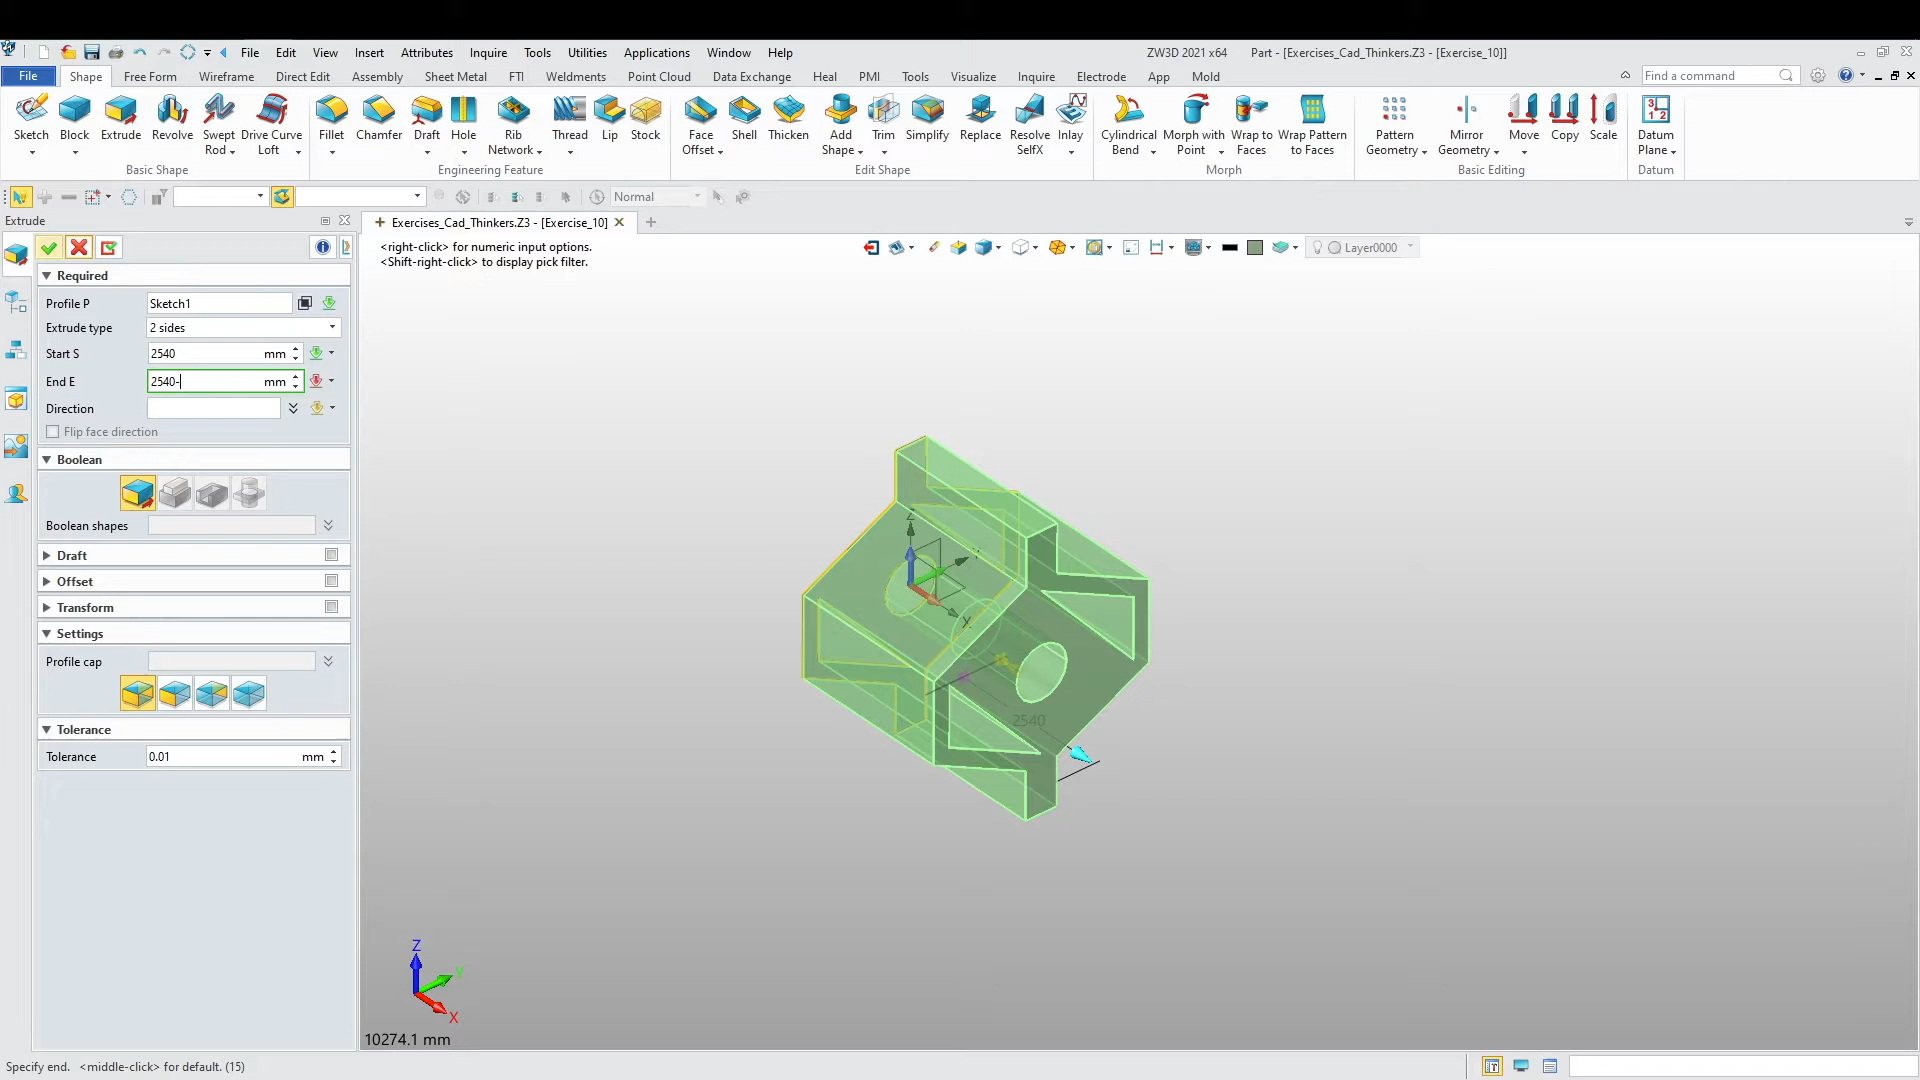 File Edit View Insert Attributes Inquire Tools Utilities Applications Window Help ZW3D 2021 x64 Part - [Exercises_Cad_Thinkers.Z3 - [Exercise_10]]
File Shape Free Form Wireframe Direct Edit Assembly Sheet Metal FTI Weldments Point Cloud Data Exchange Heal PMI Tools Visualize Inquire Electrode App Mold Find a command
Sketch Block Extrude Revolve Swept Rod Drive Curve Loft Fillet Chamfer Draft Hole Rib Network Thread Lip Stock Face Offset Shell Thicken Add Shape Trim Simplify Replace Resolve SelfX Inlay Cylindrical Bend Morph with Point Wrap to Faces Wrap Pattern to Faces Pattern Geometry Mirror Geometry Move Copy Scale Datum Plane
Basic Shape Engineering Feature Edit Shape Morph Basic Editing Datum
Normal
Extrude
Exercises_Cad_Thinkers.Z3 - [Exercise_10]
<right-click> for numeric input options.
<Shift-right-click> to display pick filter.
Layer0000
Required
Profile P Sketch1
Extrude type 2 sides
Start S 2540 mm
End E 2540- mm
Direction
Flip face direction
Boolean
Boolean shapes
Draft
Offset
Transform
Settings
Profile cap
Tolerance
Tolerance 0.01 mm
Z
X
2540
Z
Y
X
10274.1 mm
Specify end. <middle-click> for default. (15)